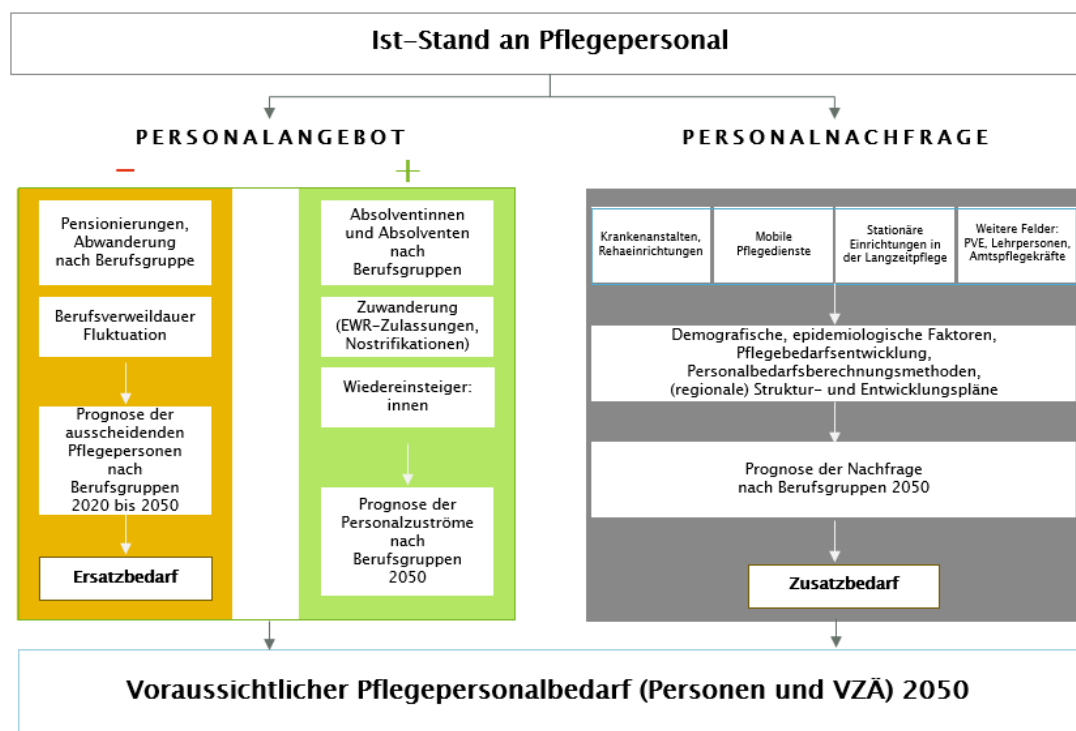 Ist-Stand an Pflegepersonal
PERSONALANGEBOT
PERSONALNACHFRAGE
–
+
Pensionierungen,
Abwanderung
nach Berufsgruppe
Berufsverweildauer
Fluktuation
Prognose der
ausscheidenden
Pflegepersonen
nach
Berufsgruppen
2020 bis 2050
Ersatzbedarf
Absolventinnen
und Absolventen
nach
Berufsgruppen
Zuwanderung
(EWR-Zulassungen,
Nostrifikationen)
Wiedereinsteiger:
innen
Prognose der
Personalzuströme
nach
Berufsgruppen
2050
Krankenanstalten,
Rehaeinrichtungen
Mobile
Pflegedienste
Stationäre
Einrichtungen in
der Langzeitpflege
Weitere Felder:
PVE, Lehrpersonen,
Amtspflegekräfte
Demografische, epidemiologische Faktoren,
Pflegebedarfsentwicklung,
Personalbedarfsberechnungsmethoden,
(regionale) Struktur- und Entwicklungspläne
Prognose der Nachfrage
nach Berufsgruppen 2050
Zusatzbedarf
Voraussichtlicher Pflegepersonalbedarf (Personen und VZÄ) 2050